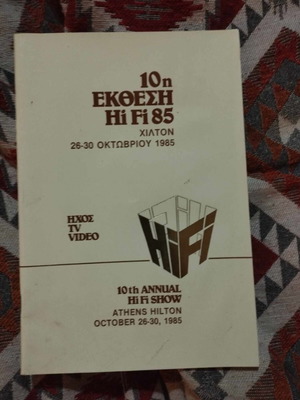 10η
ΕΚΘΕΣΗ
Hi Fi 85
ΧΙΛΤΟΝ
26-30 ΟΚΤΩΒΡΙΟΥ 1985
ΗΧΟΣ
TV
VIDEO
HiFi
10th ANNUAL
Hi Fi SHOW
ATHENS HILTON
OCTOBER 26-30, 1985